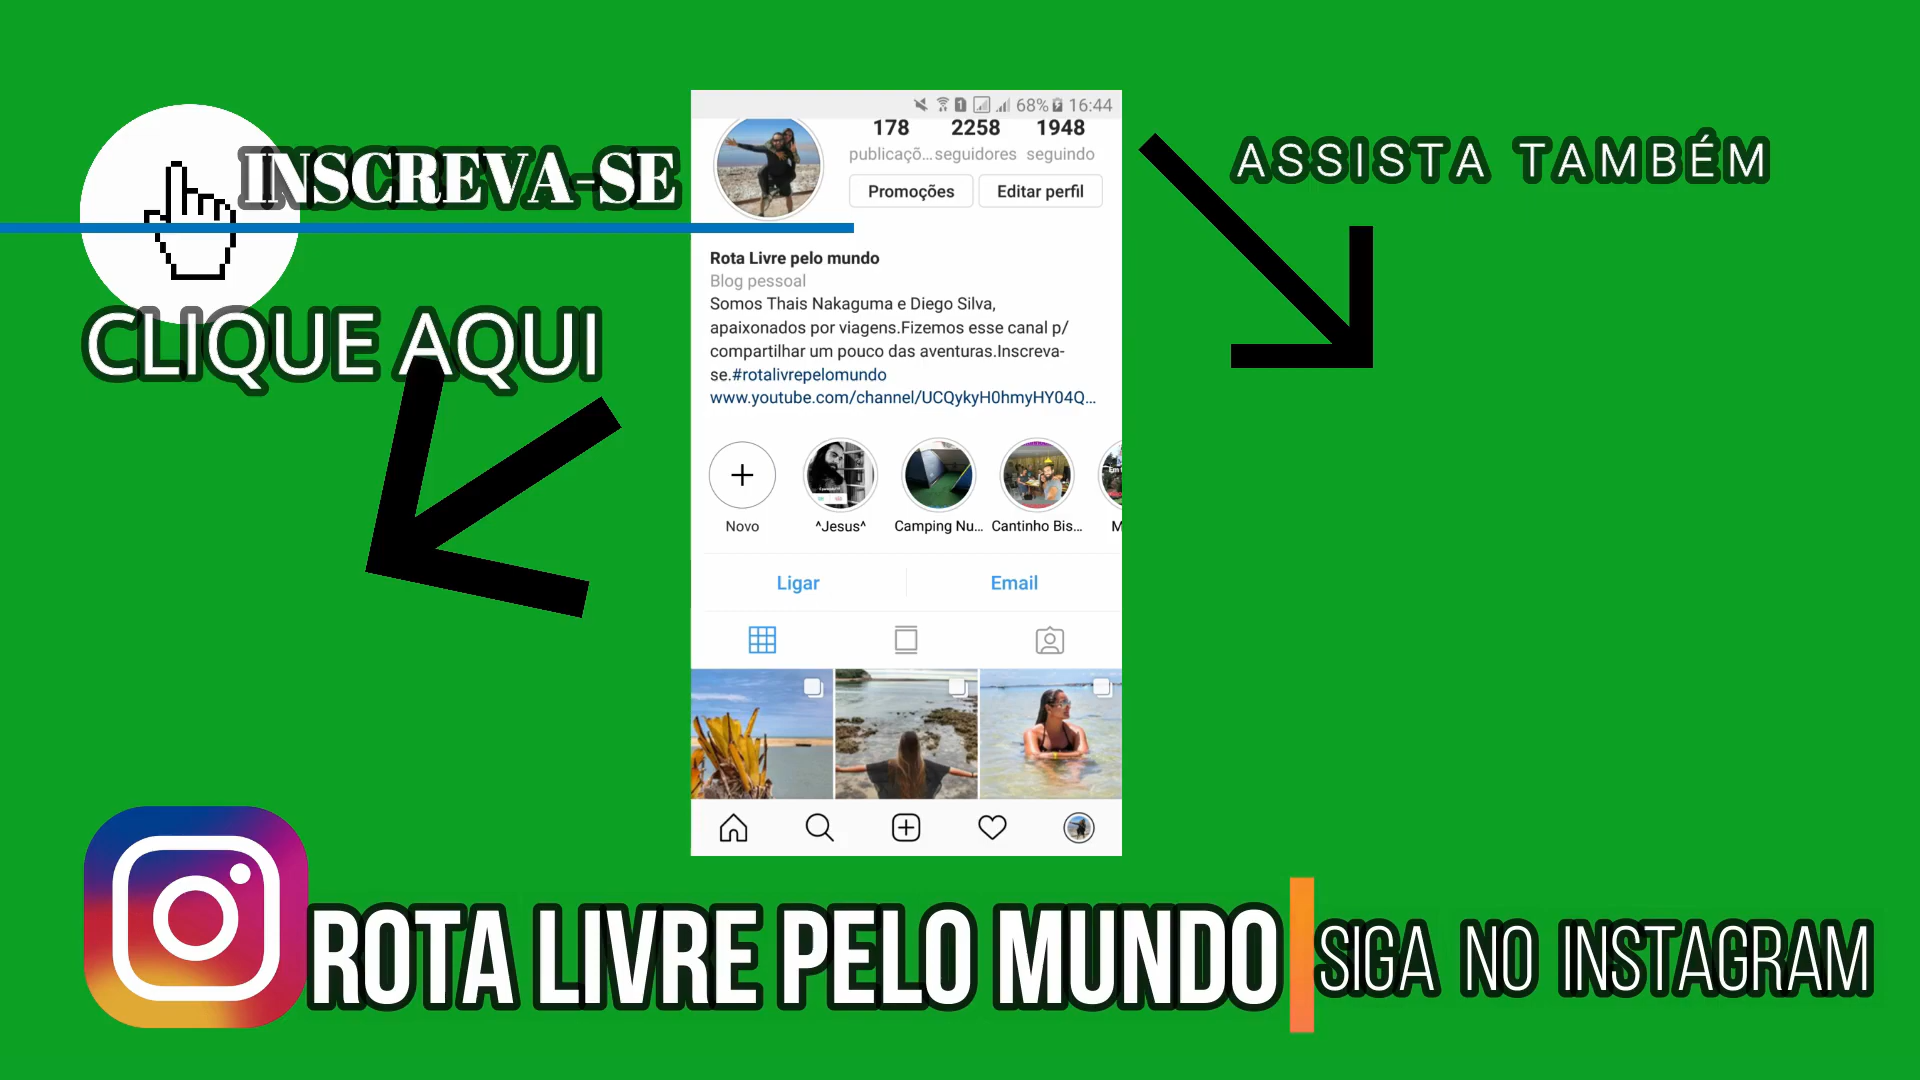 INSCREVA-SE
CLIQUE AQUI
1 68% 16:44
178 2258 1948
publicaçõ... seguidores seguindo
Promoções Editar perfil
Rota Livre pelo mundo
Blog pessoal
Somos Thais Nakaguma e Diego Silva,
apaixonados por viagens.Fizemos esse canal p/
compartilhar um pouco das aventuras.Inscreva-
se.#rotalivrepelomundo
www.youtube.com/channel/UCQykyH0hmyHY04Q...
Novo ^Jesus^ Camping Nu... Cantinho Bis... M
Ligar Email
ASSISTA TAMBÉM
ROTA LIVRE PELO MUNDO
SIGA NO INSTAGRAM